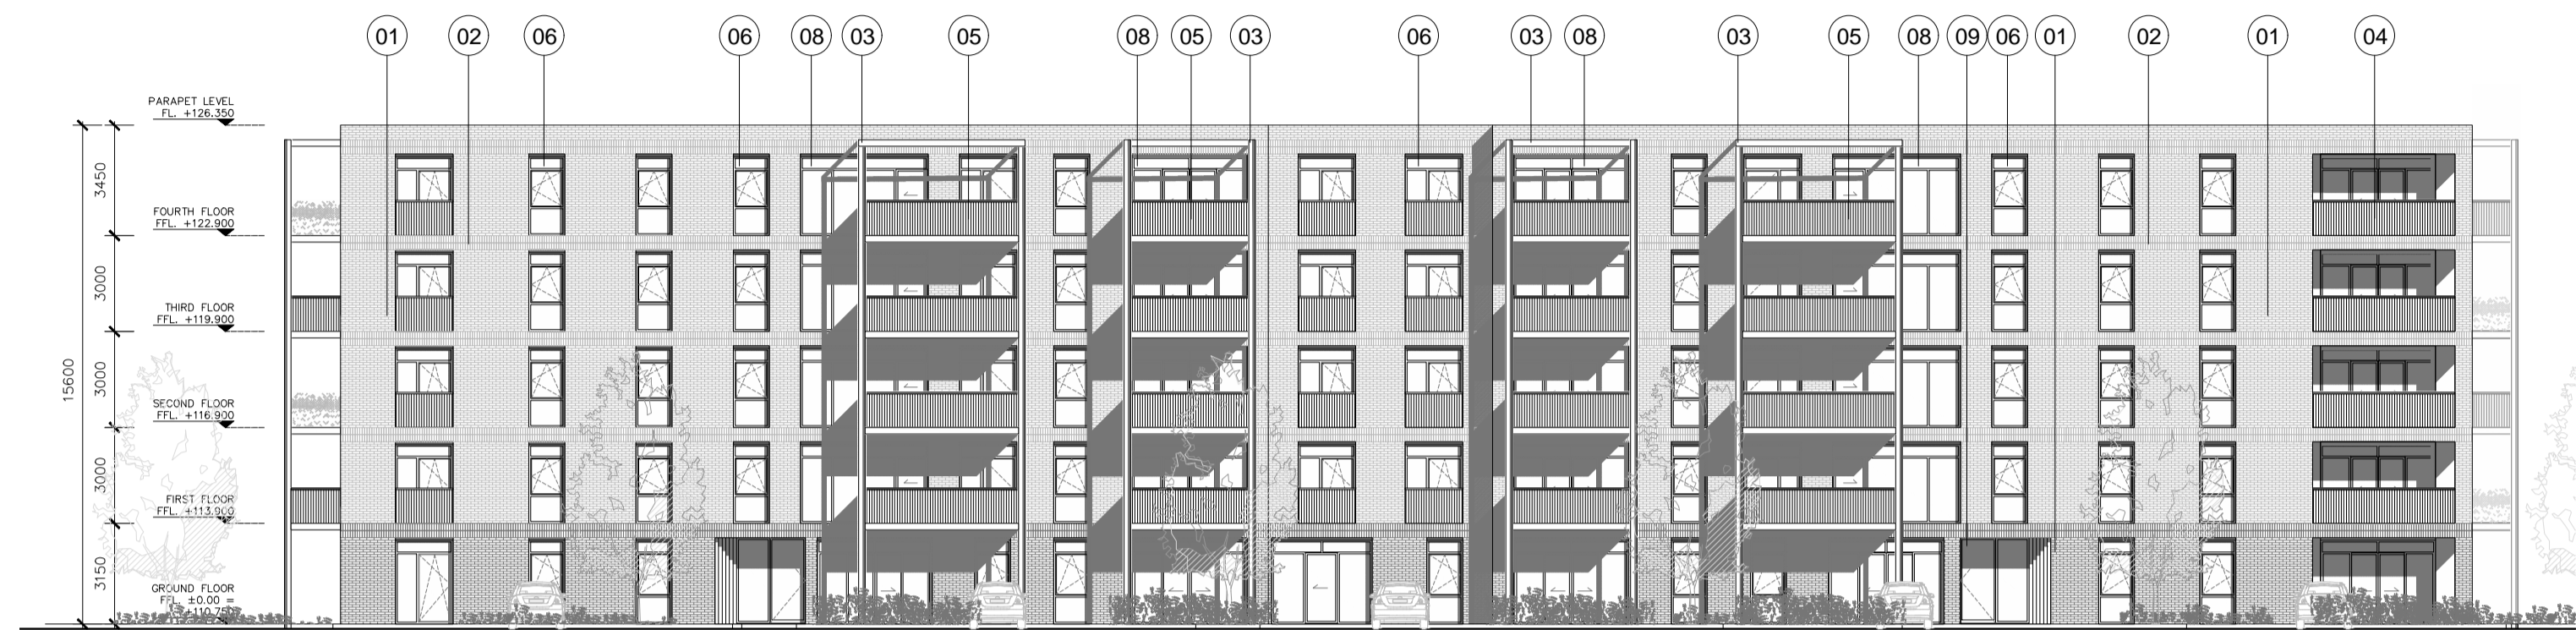 01 02 06 06 08 03 05 08 05 03 06 03 08 03 05 08 09 06 01 02 01 04
PARAPET LEVEL
FL. +126.350
3450
FOURTH FLOOR
FFL. +122.900
3000
THIRD FLOOR
FFL. +119.900
15600
3000
SECOND FLOOR
FFL. +116.900
3000
FIRST FLOOR
FFL. +113.900
3150
GROUND FLOOR
FFL. ±0.00 =
+110.750